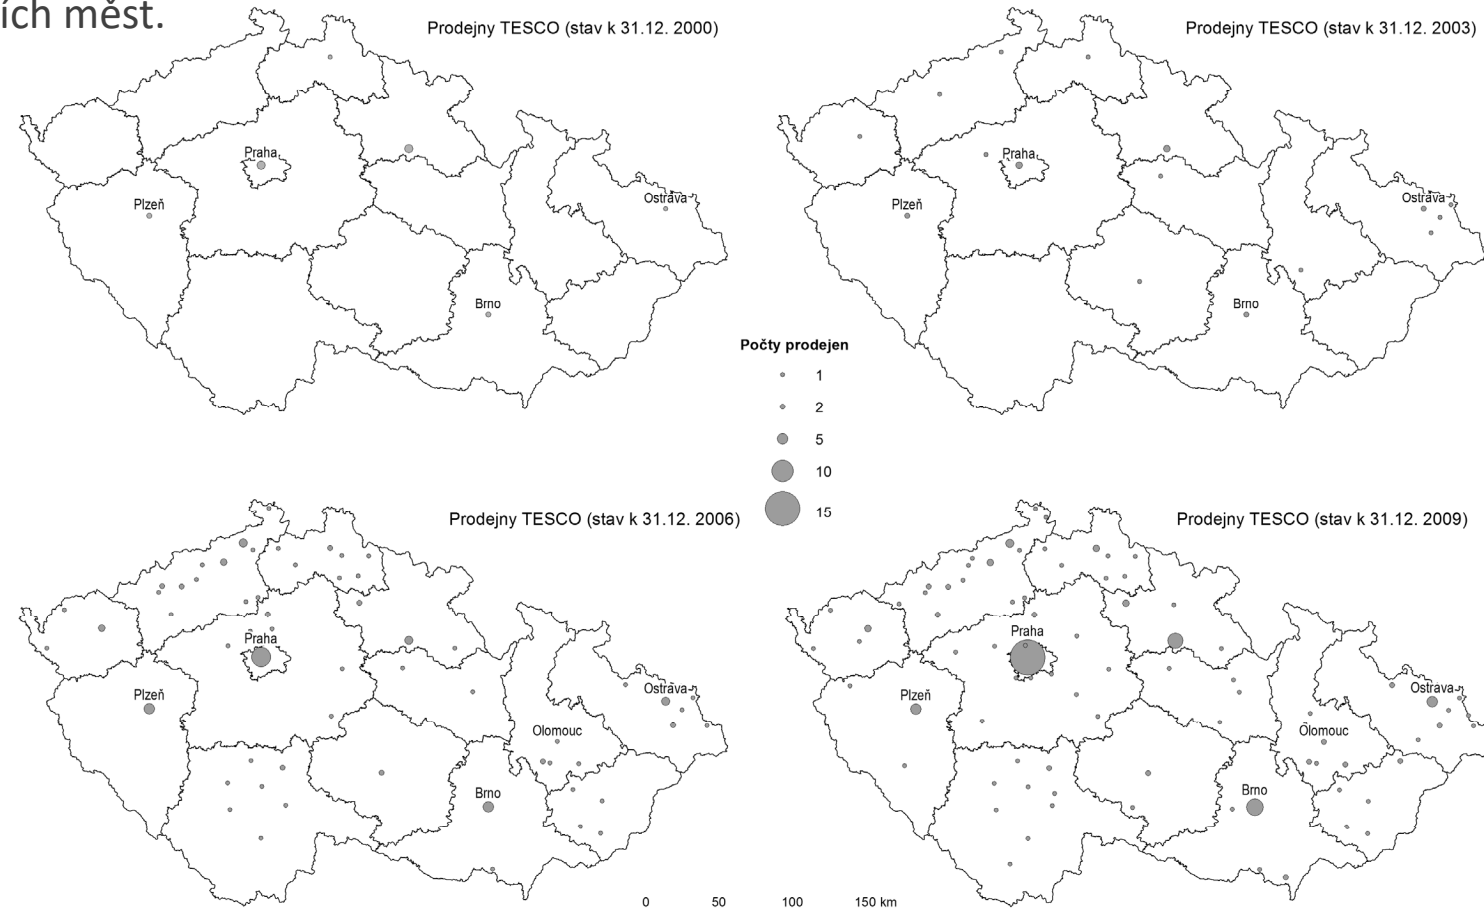 ích měst.
Prodejny TESCO (stav k 31.12. 2000)
Praha
Plzeň
Ostrava
Brno
Prodejny TESCO (stav k 31.12. 2003)
Praha
Plzeň
Ostrava
Brno
Počty prodejen
1
2
5
10
15
Prodejny TESCO (stav k 31.12. 2006)
Praha
Plzeň
Ostrava
Olomouc
Brno
Prodejny TESCO (stav k 31.12. 2009)
Praha
Plzeň
Ostrava
Olomouc
Brno
0 50 100 150 km